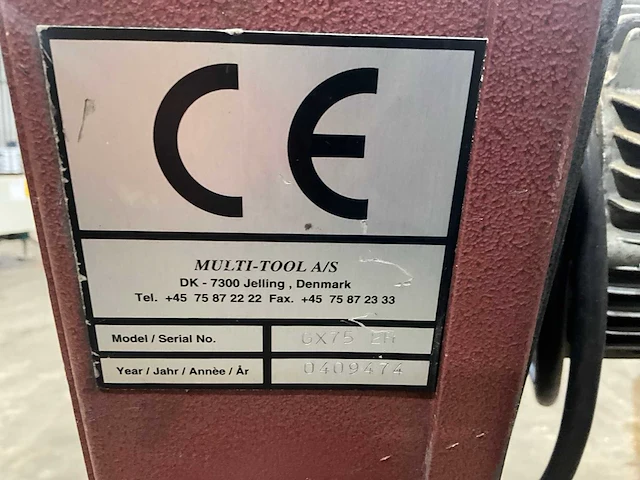 CE
MULTI-TOOL A/S
DK - 7300 Jelling , Denmark
Tel. +45 75 87 22 22 Fax. +45 75 87 23 33
Model / Serial No.
Year / Jahr / Annèe / År 0409474